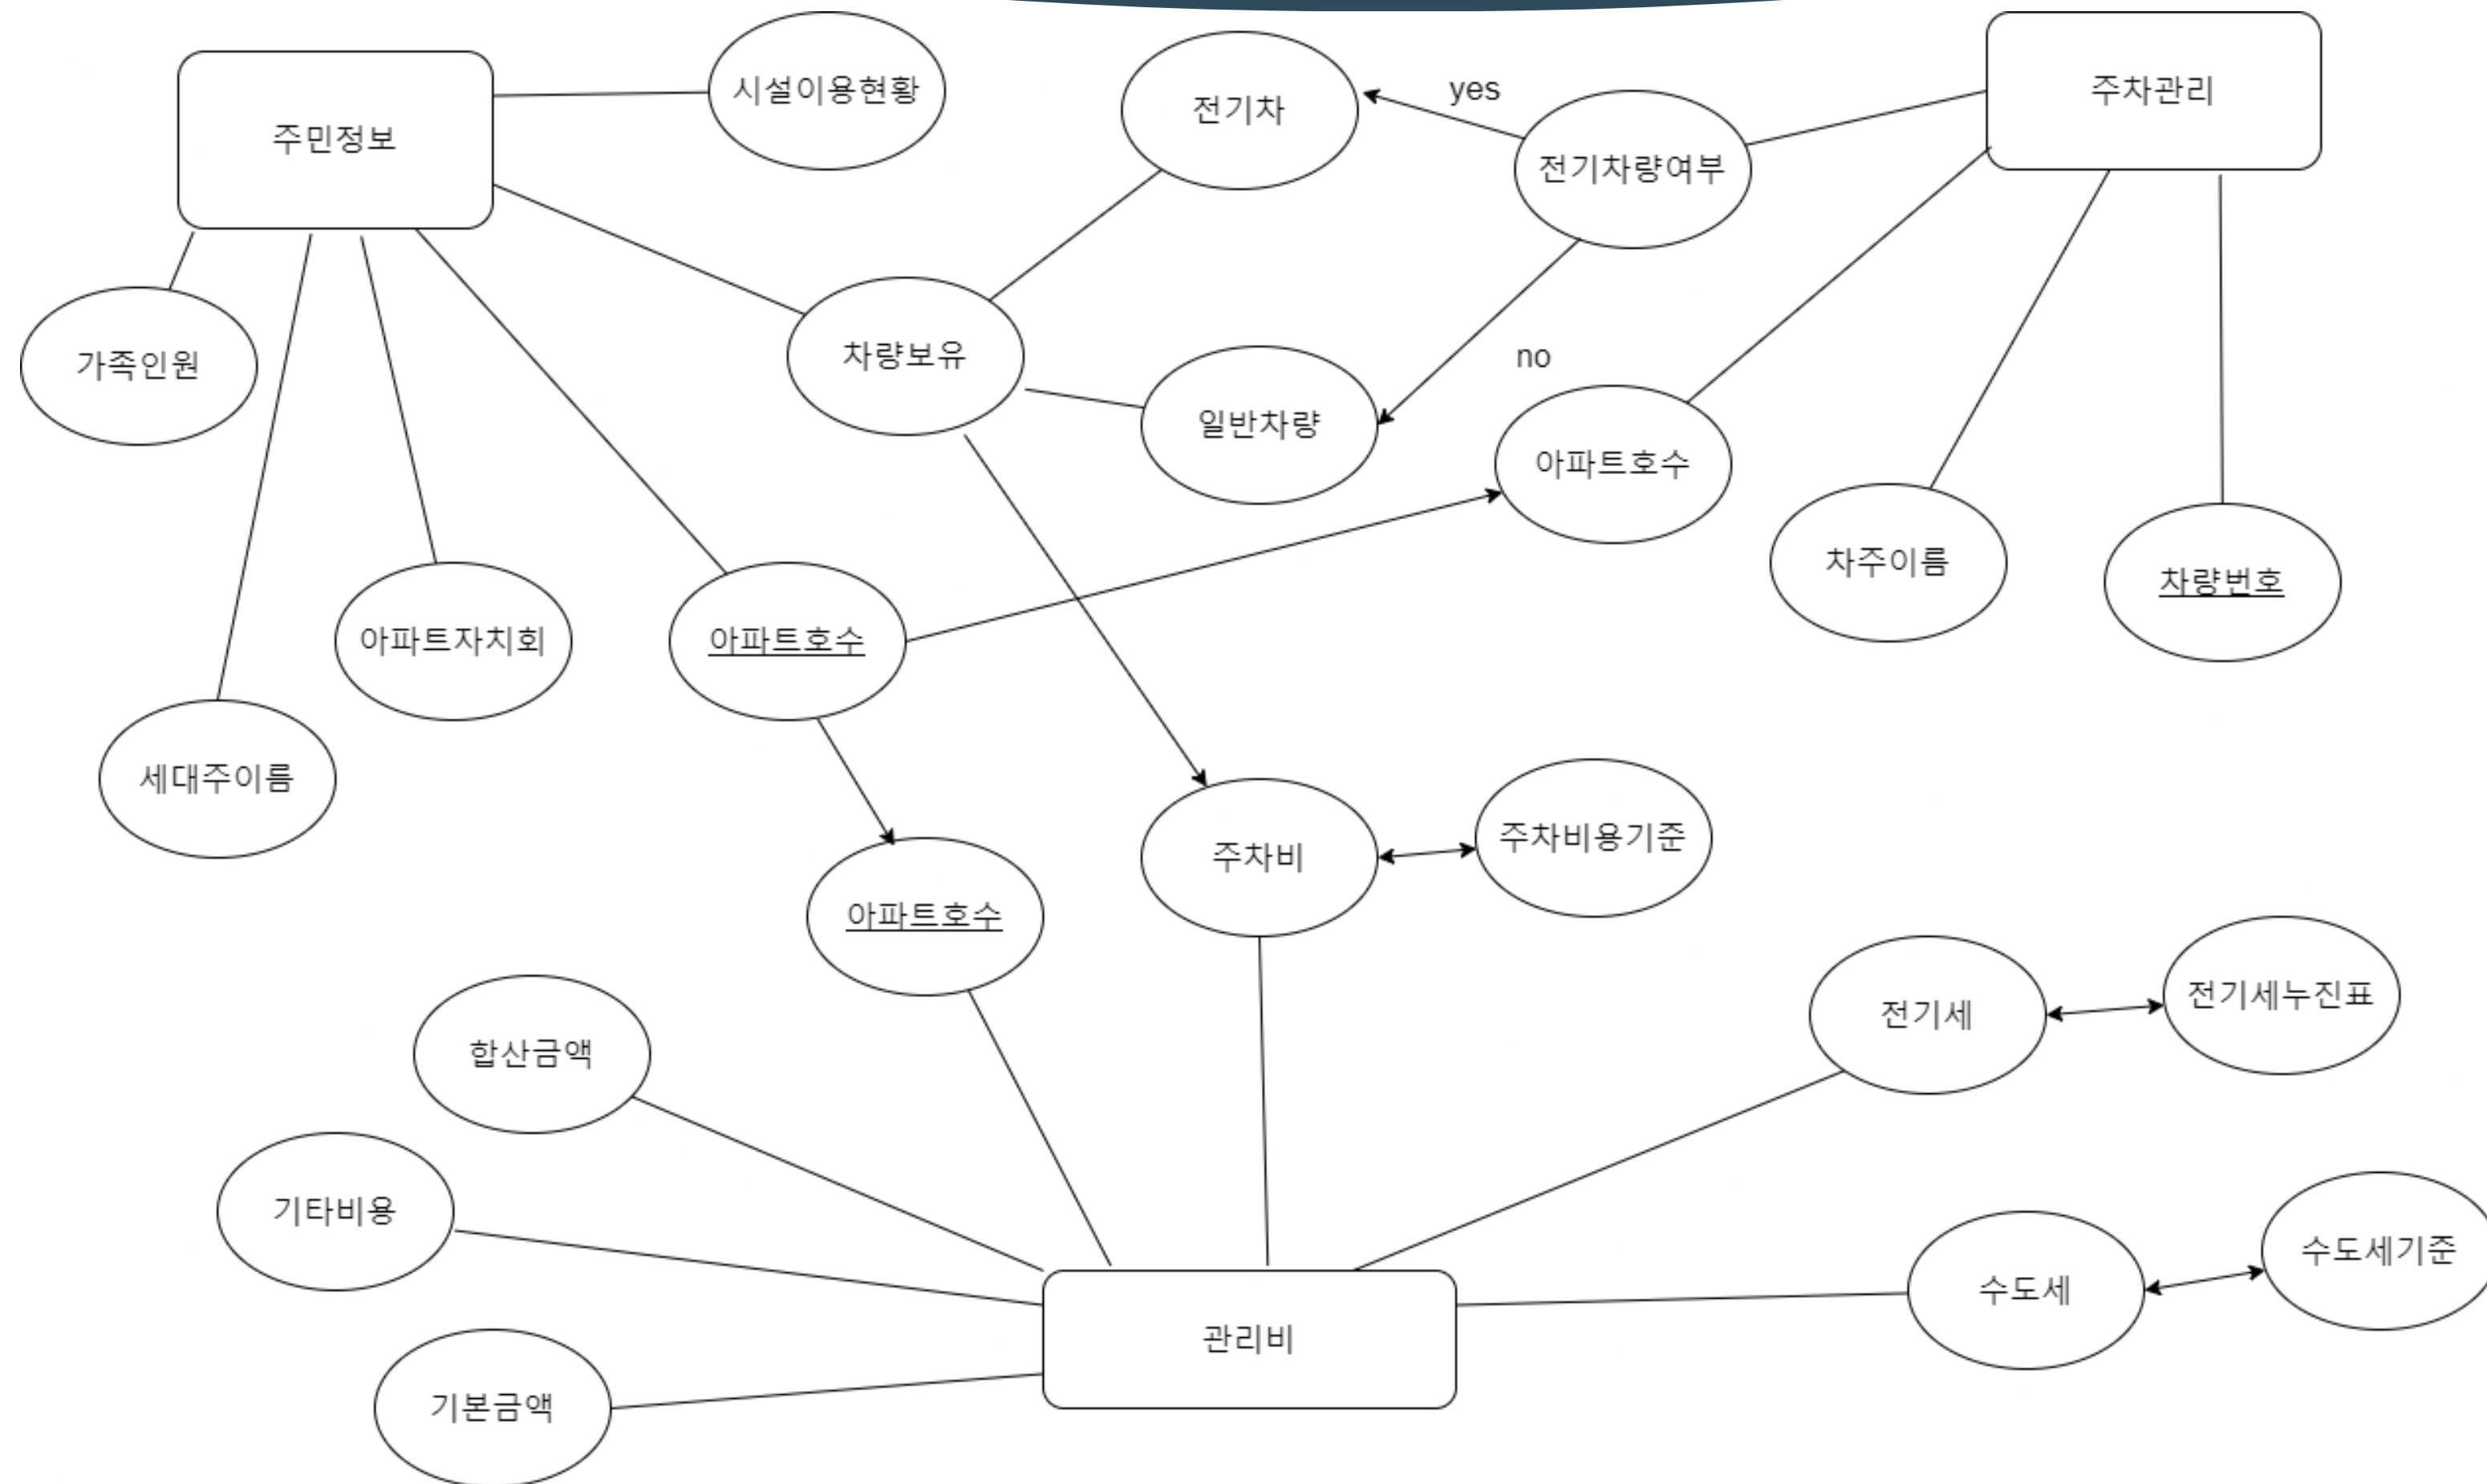 시설이용현황
주민정보
전기차
yes
주차관리
전기차량여부
가족인원
차량보유
no
일반차량
아파트호수
차주이름
차량번호
아파트자치회
아파트호수
세대주이름
주차비
주차비용기준
아파트호수
합산금액
전기세
전기세누진표
기타비용
수도세
수도세기준
관리비
기본금액